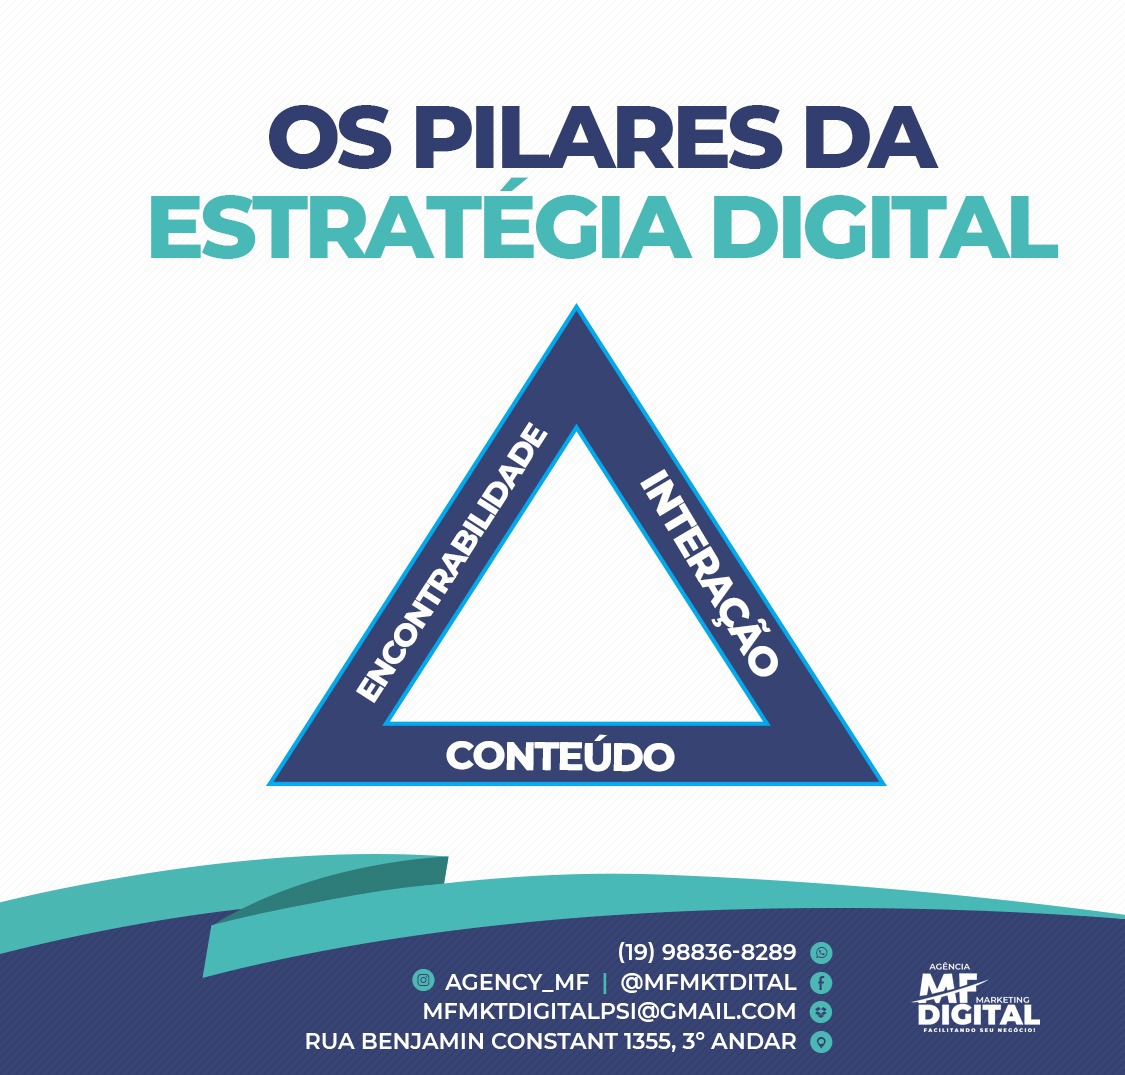 OS PILARES DA
ESTRATÉGIA DIGITAL
ENCONTRABILIDADE
INTERAÇÃO
CONTEÚDO
(19) 98836-8289
AGENCY_MF | @MFMKTDITAL
MFMKTDIGITALPSI@GMAIL.COM
RUA BENJAMIN CONSTANT 1355, 3º ANDAR
AGÊNCIA
MF
MARKETING
DIGITAL
FACILITANDO SEU NEGÓCIO!